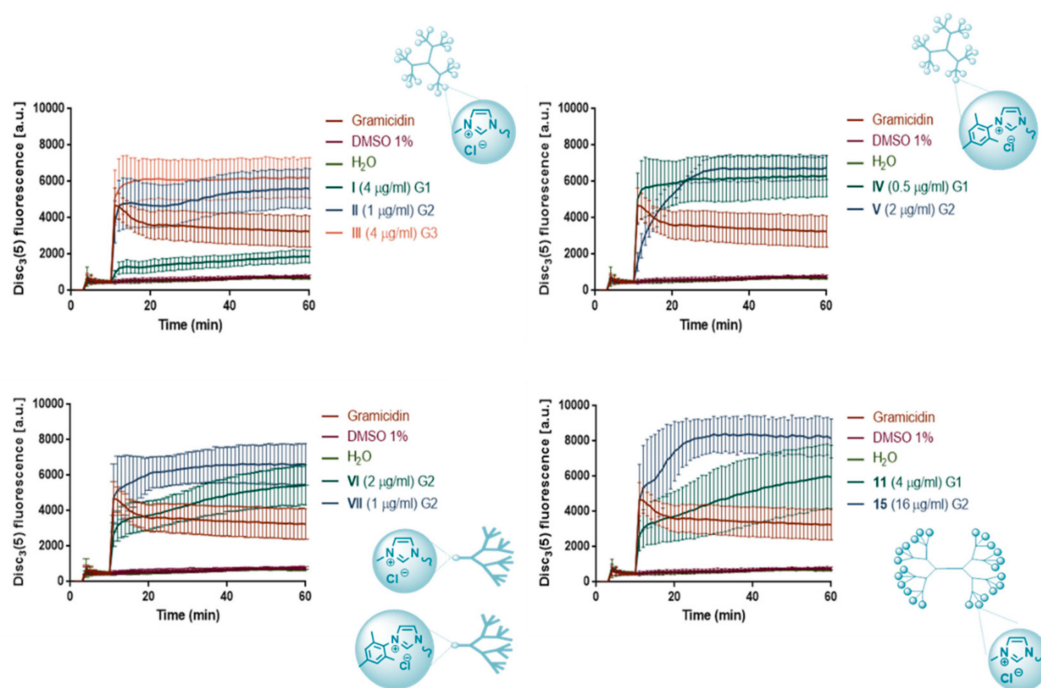 Disc3(5) fluorescence [a.u.]
10000
8000
6000
4000
2000
0
0
20
40
60
Time (min)
Gramicidin
DMSO 1%
H2O
I (4 µg/ml) G1
II (1 µg/ml) G2
III (4 µg/ml) G3
N
N
⊕
Cl ⊖
Disc3(5) fluorescence [a.u.]
10000
8000
6000
4000
2000
0
0
20
40
60
Time (min)
Gramicidin
DMSO 1%
H2O
IV (0.5 µg/ml) G1
V (2 µg/ml) G2
N
N
⊕
Cl ⊖
Disc3(5) fluorescence [a.u.]
10000
8000
6000
4000
2000
0
0
20
40
60
Time (min)
Gramicidin
DMSO 1%
H2O
VI (2 µg/ml) G2
VII (1 µg/ml) G2
N
N
⊕
Cl ⊖
N
N
⊕
Cl ⊖
Disc3(5) fluorescence [a.u.]
10000
8000
6000
4000
2000
0
0
20
40
60
Time (min)
Gramicidin
DMSO 1%
H2O
11 (4 µg/ml) G1
15 (16 µg/ml) G2
N
N
⊕
Cl ⊖